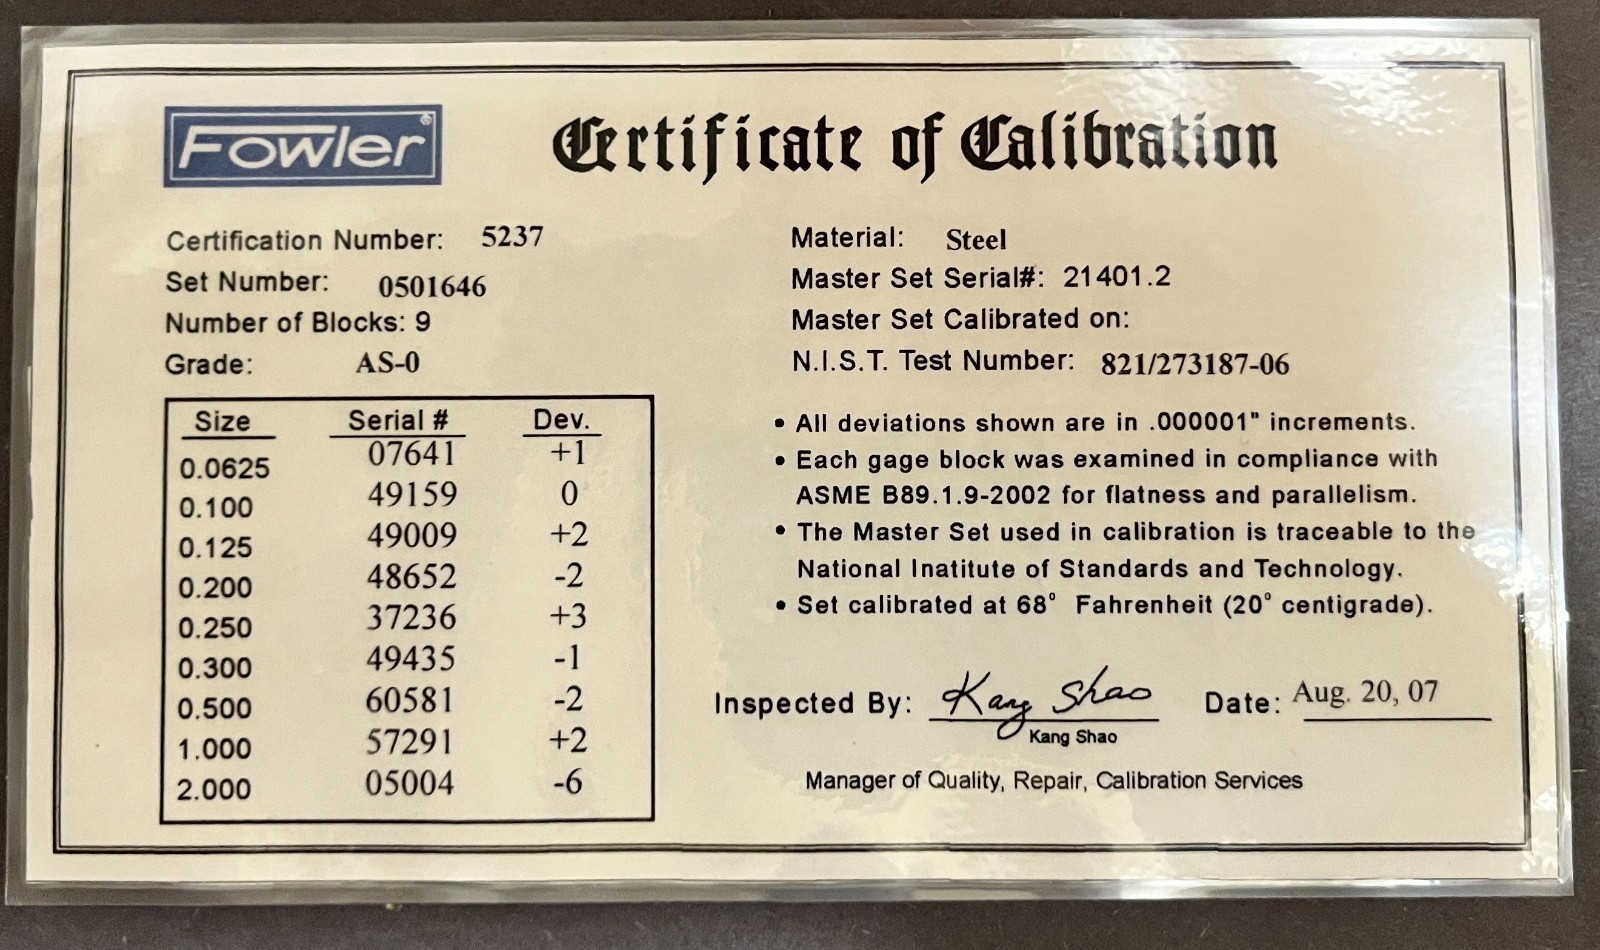 Fowler®
Certificate of Calibration
Certification Number: 5237
Set Number: 0501646
Number of Blocks: 9
Grade: AS-0
Material: Steel
Master Set Serial#: 21401.2
Master Set Calibrated on:
N.I.S.T. Test Number: 821/273187-06
Size Serial # Dev.
0.0625 07641 +1
0.100 49159 0
0.125 49009 +2
0.200 48652 -2
0.250 37236 +3
0.300 49435 -1
0.500 60581 -2
1.000 57291 +2
2.000 05004 -6
• All deviations shown are in .000001" increments.
• Each gage block was examined in compliance with
ASME B89.1.9-2002 for flatness and parallelism.
• The Master Set used in calibration is traceable to the
National Inatitute of Standards and Technology.
• Set calibrated at 68° Fahrenheit (20° centigrade).
Inspected By: Kang Shao Date: Aug. 20, 07
Kang Shao
Manager of Quality, Repair, Calibration Services